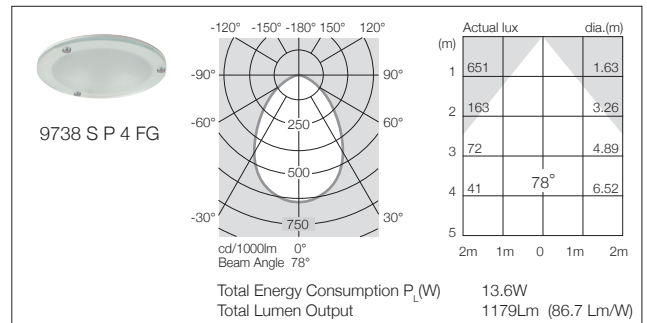 9738 S P 4 FG
-120° -150° -180° 150° 120°
-90° 90°
-60° 60°
250
500
-30° 30°
750
cd/1000lm 0°
Beam Angle 78°
Actual lux dia.(m)
(m)
1 651 1.63
2 163 3.26
3 72 4.89
4 41 6.52
78°
5
2m 1m 0 1m 2m
Total Energy Consumption P_L(W) 13.6W
Total Lumen Output 1179Lm (86.7 Lm/W)